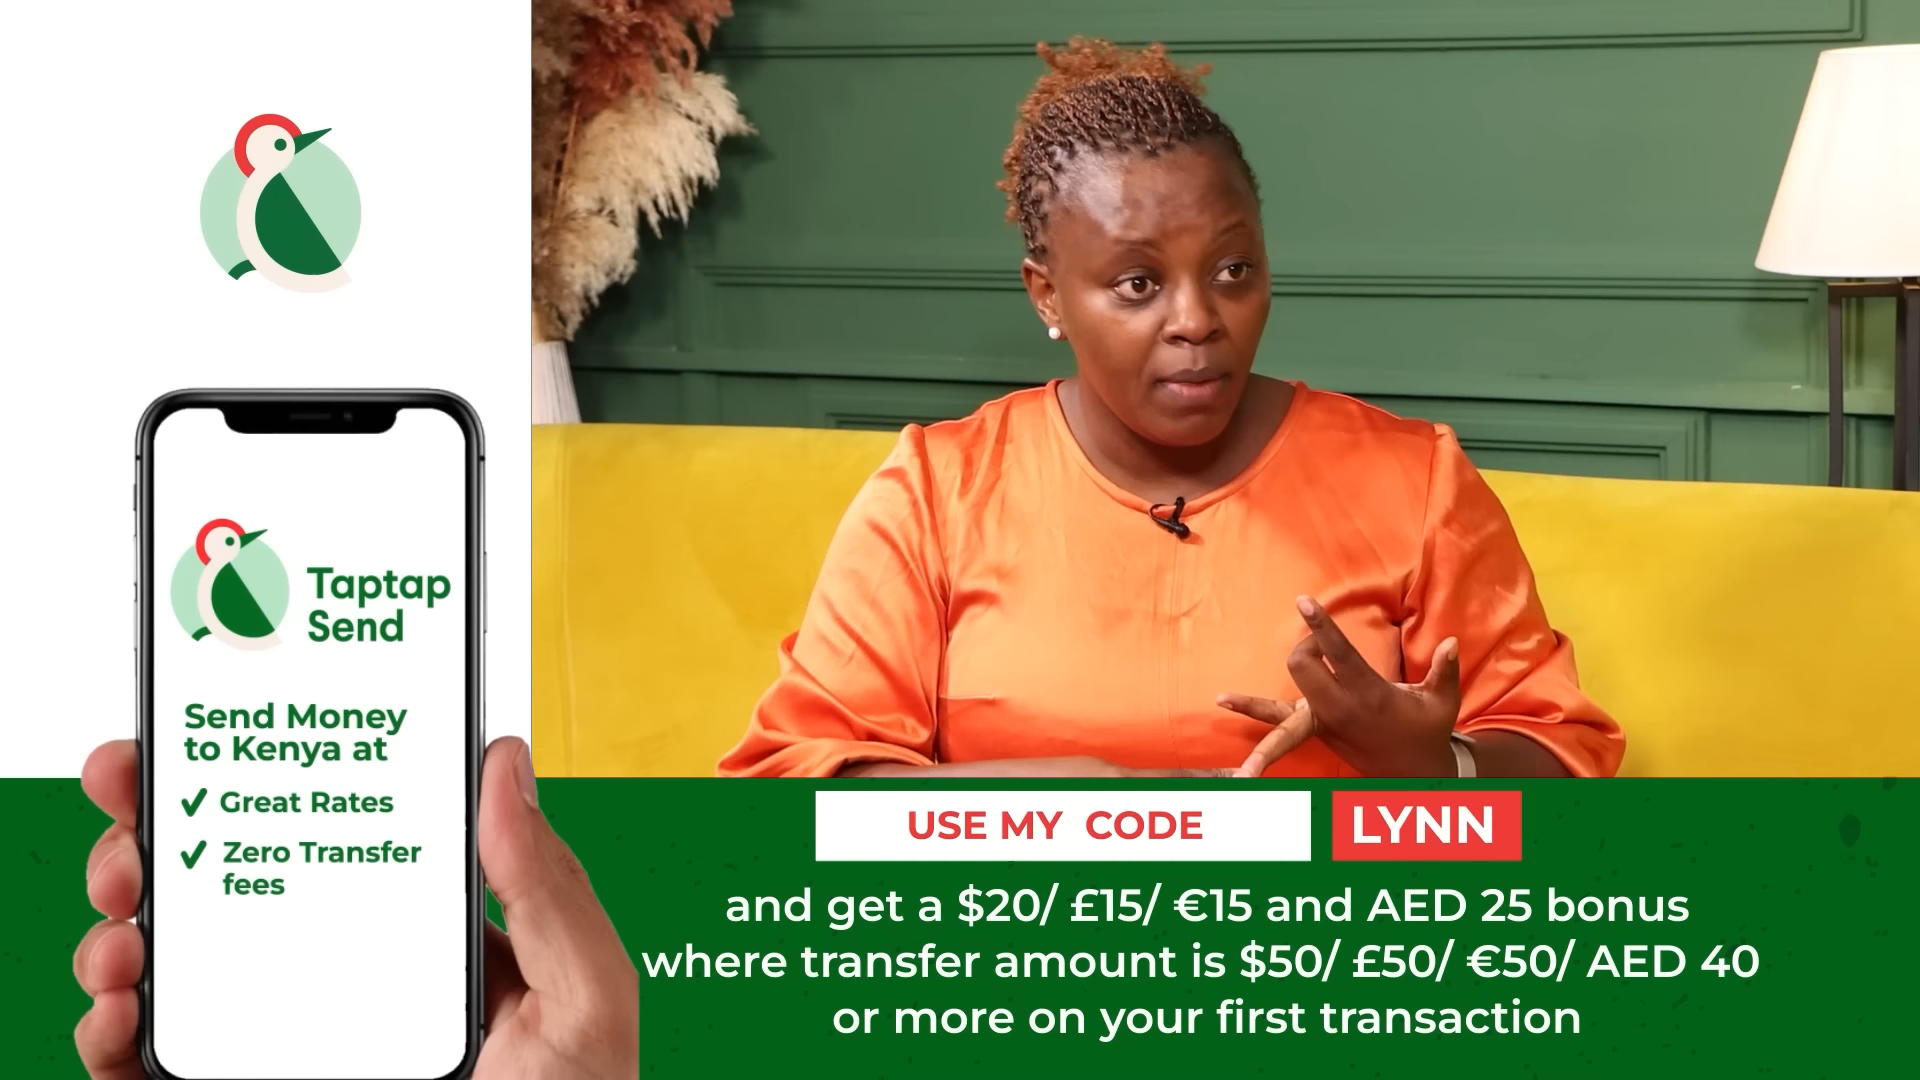 Taptap
Send
Send Money
to Kenya at
Great Rates
Zero Transfer
fees
USE MY CODE LYNN
and get a $20/ £15/ €15 and AED 25 bonus
where transfer amount is $50/ £50/ €50/ AED 40
or more on your first transaction